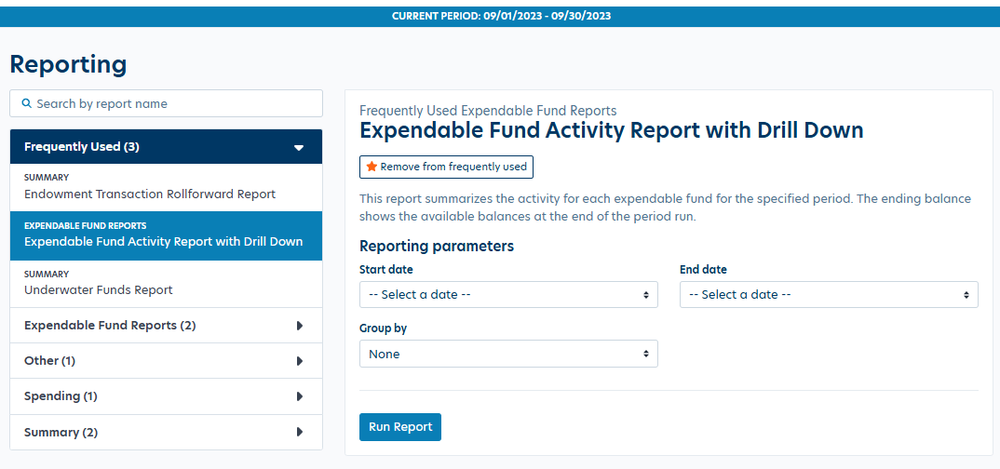 CURRENT PERIOD: 09/01/2023 - 09/30/2023
Reporting
Search by report name
Frequently Used (3)
SUMMARY
Endowment Transaction Rollforward Report
EXPENDABLE FUND REPORTS
Expendable Fund Activity Report with Drill Down
SUMMARY
Underwater Funds Report
Expendable Fund Reports (2)
Other (1)
Spending (1)
Summary (2)
Frequently Used Expendable Fund Reports
Expendable Fund Activity Report with Drill Down
Remove from frequently used
This report summarizes the activity for each expendable fund for the specified period. The ending balance
shows the available balances at the end of the period run.
Reporting parameters
Start date
-- Select a date --
End date
-- Select a date --
Group by
None
Run Report